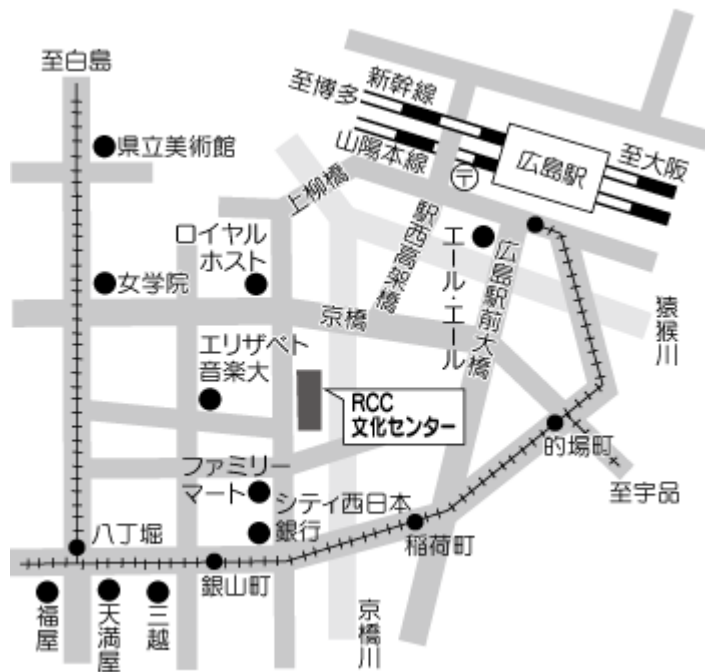 至白島
新幹線
至博多
山陽本線
広島駅
至大阪
〒
県立美術館
上柳橋
駅西高架橋
エール・エール
広島駅前大橋
ロイヤル
ホスト
女学院
京橋
猿猴川
エリザベト
音楽大
RCC
文化センター
的場町
至宇品
ファミリー
マート
シティ西日本
銀行
八丁堀
銀山町
稲荷町
京橋川
福屋
天満屋
三越